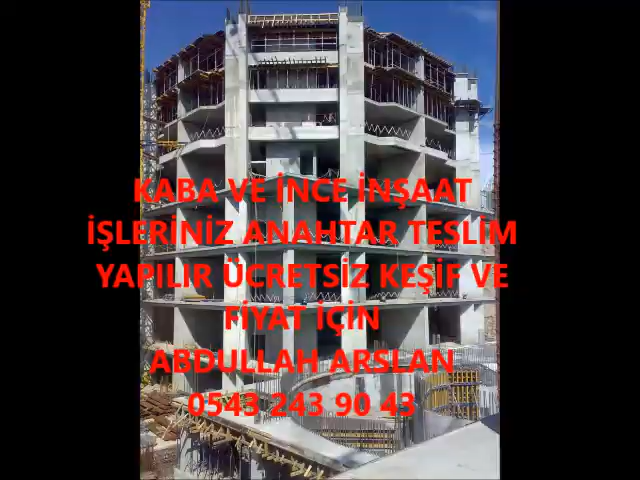 KABA VE İNCE İNŞAAT
İŞLERİNİZ ANAHTAR TESLİM
YAPILIR ÜCRETSİZ KEŞİF VE
FİYAT İÇİN
ABDULLAH ARSLAN
0543 243 90 43